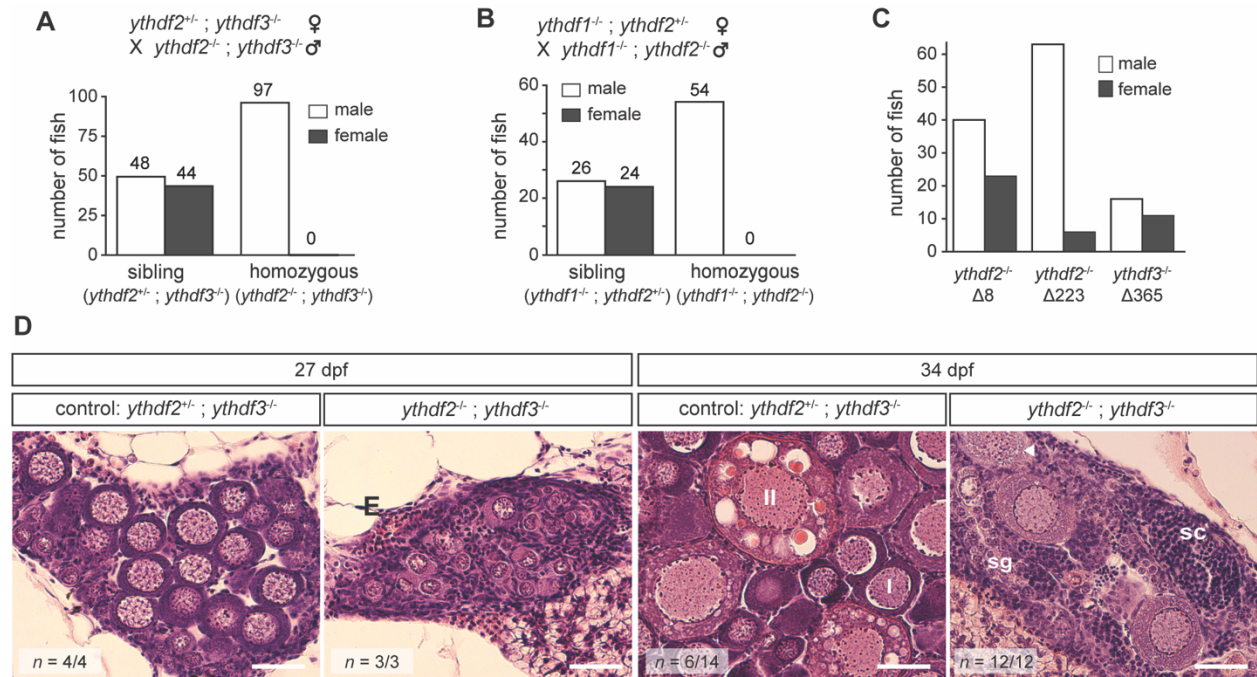 A
ythdf2+/- ; ythdf3-/- ♀
X ythdf2-/- ; ythdf3-/- ♂
number of fish
100
75
50
25
0
48
44
97
0
male
female
sibling
homozygous
(ythdf2+/- ; ythdf3-/-)
(ythdf2-/- ; ythdf3-/-)
B
ythdf1-/- ; ythdf2+/- ♀
X ythdf1-/- ; ythdf2-/- ♂
number of fish
60
40
20
0
26
24
54
0
male
female
sibling
homozygous
(ythdf1-/- ; ythdf2+/-)
(ythdf1-/- ; ythdf2-/-)
C
number of fish
60
50
40
30
20
10
0
male
female
ythdf2-/-
Δ8
ythdf2-/-
Δ223
ythdf3-/-
Δ365
D
27 dpf
34 dpf
control: ythdf2+/- ; ythdf3-/-
ythdf2-/- ; ythdf3-/-
control: ythdf2+/- ; ythdf3-/-
ythdf2-/- ; ythdf3-/-
E
II
I
sg
sc
n = 4/4
n = 3/3
n = 6/14
n = 12/12